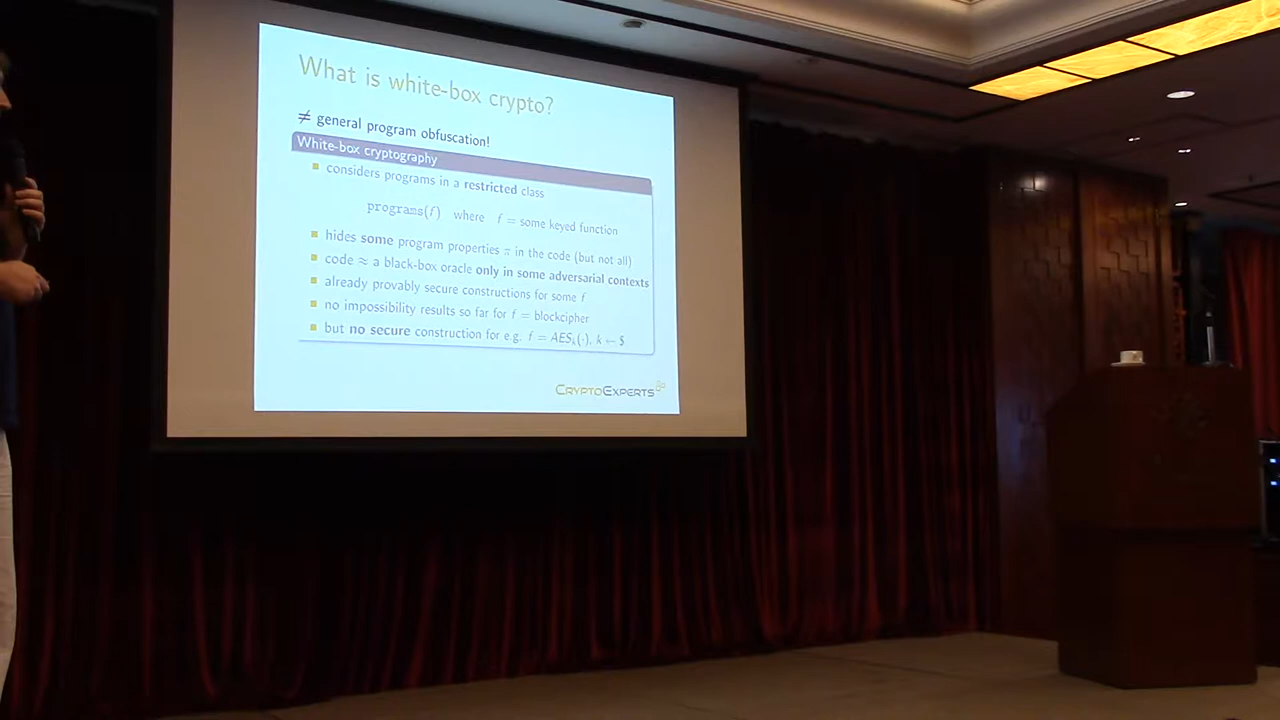 What is white-box crypto?
≠ general program obfuscation!
White-box cryptography
considers programs in a restricted class
programs(f) where f = some keyed function
hides some program properties π in the code (but not all)
code ≈ a black-box oracle only in some adversarial contexts
already provably secure constructions for some f
no impossibility results so far for f = blockcipher
but no secure construction for e.g. f = AESₖ(·), k ← $
CRYPTOEXPERTS